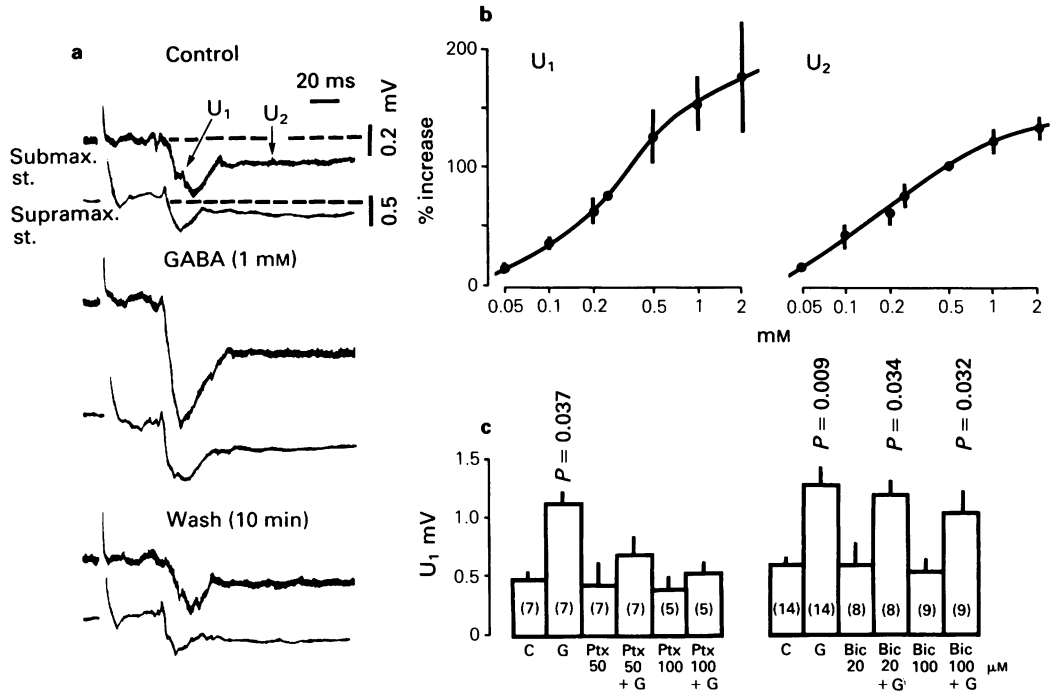 a
Control
20 ms
U1
U2
0.2 mV
0.5
Submax.
st.
Supramax.
st.
GABA (1 mM)
Wash (10 min)
b
U1
U2
% increase
200
100
0
0.05 0.1 0.2 0.5 1 2
0.05 0.1 0.2 0.5 1 2
mM
c
U1 mV
1.5
1.0
0.5
0
P = 0.037
P = 0.009
P = 0.034
P = 0.032
(7) (7) (7) (7) (5) (5)
(14) (14) (8) (8) (9) (9)
C G Ptx Ptx Ptx Ptx
50 50 100 100
+ G + G
C G Bic Bic Bic Bic
20 20 100 100 μM
+ G + G